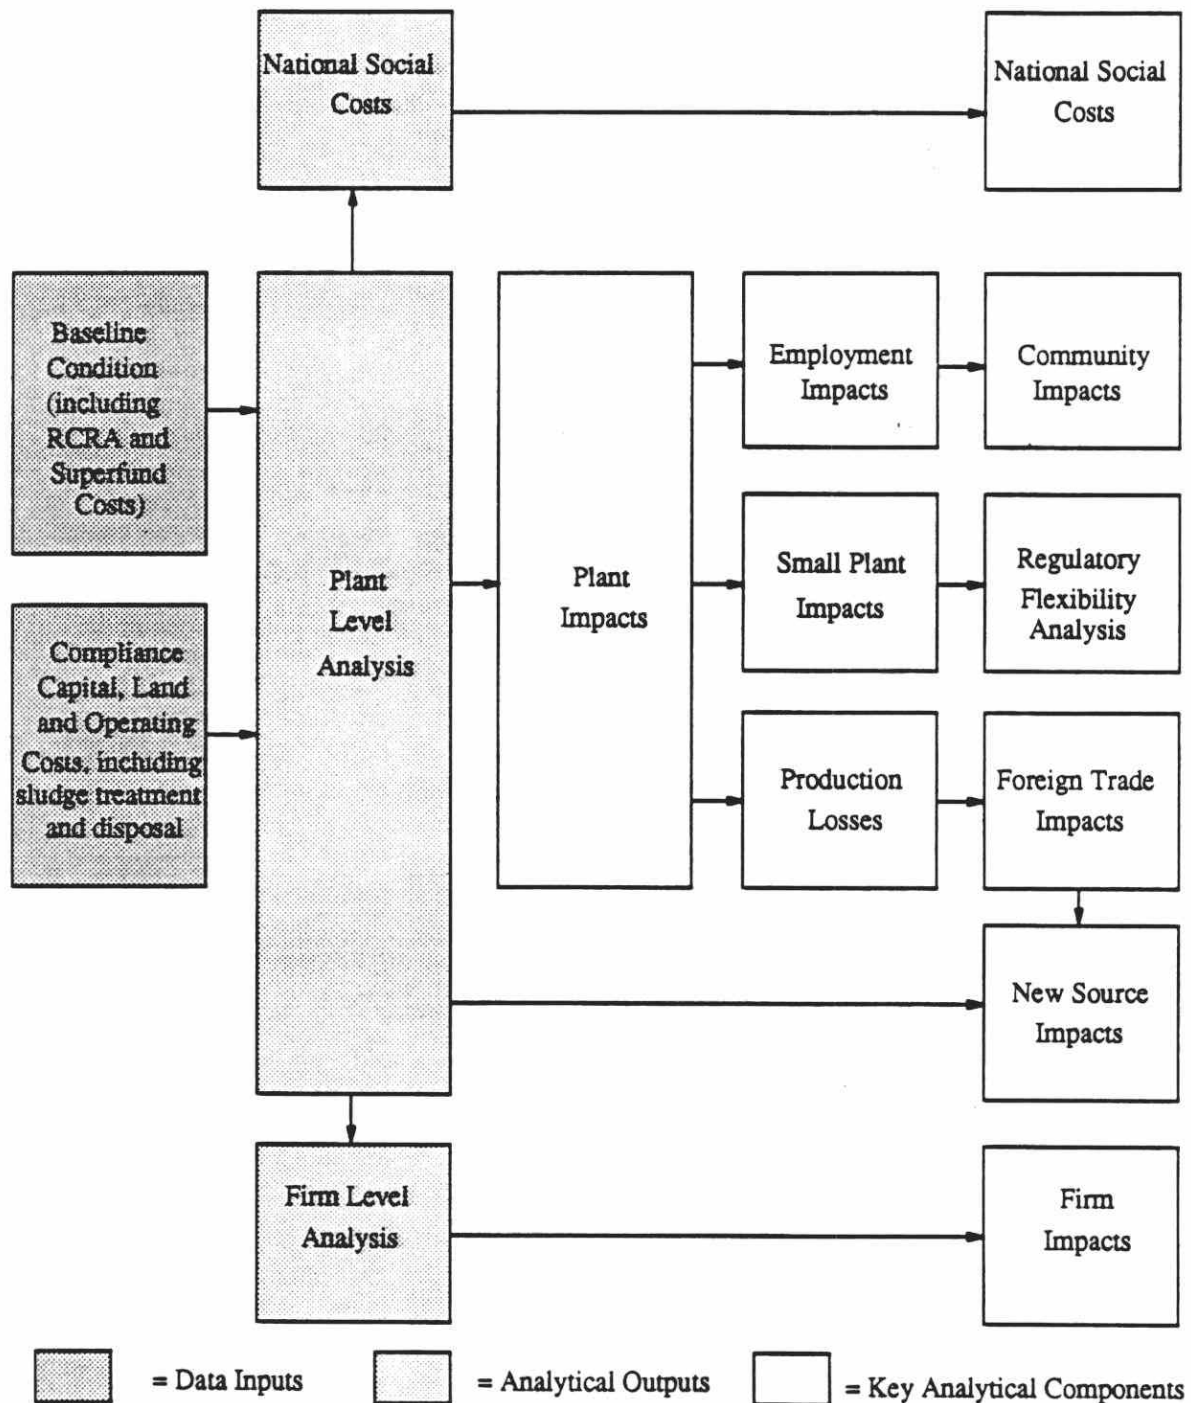 National Social
Costs
National Social
Costs
Baseline
Condition
(including
RCRA and
Superfund
Costs)
Compliance
Capital, Land
and Operating
Costs, including
sludge treatment
and disposal
Plant
Level
Analysis
Plant
Impacts
Employment
Impacts
Community
Impacts
Small Plant
Impacts
Regulatory
Flexibility
Analysis
Production
Losses
Foreign Trade
Impacts
New Source
Impacts
Firm Level
Analysis
Firm
Impacts
= Data Inputs
= Analytical Outputs
= Key Analytical Components